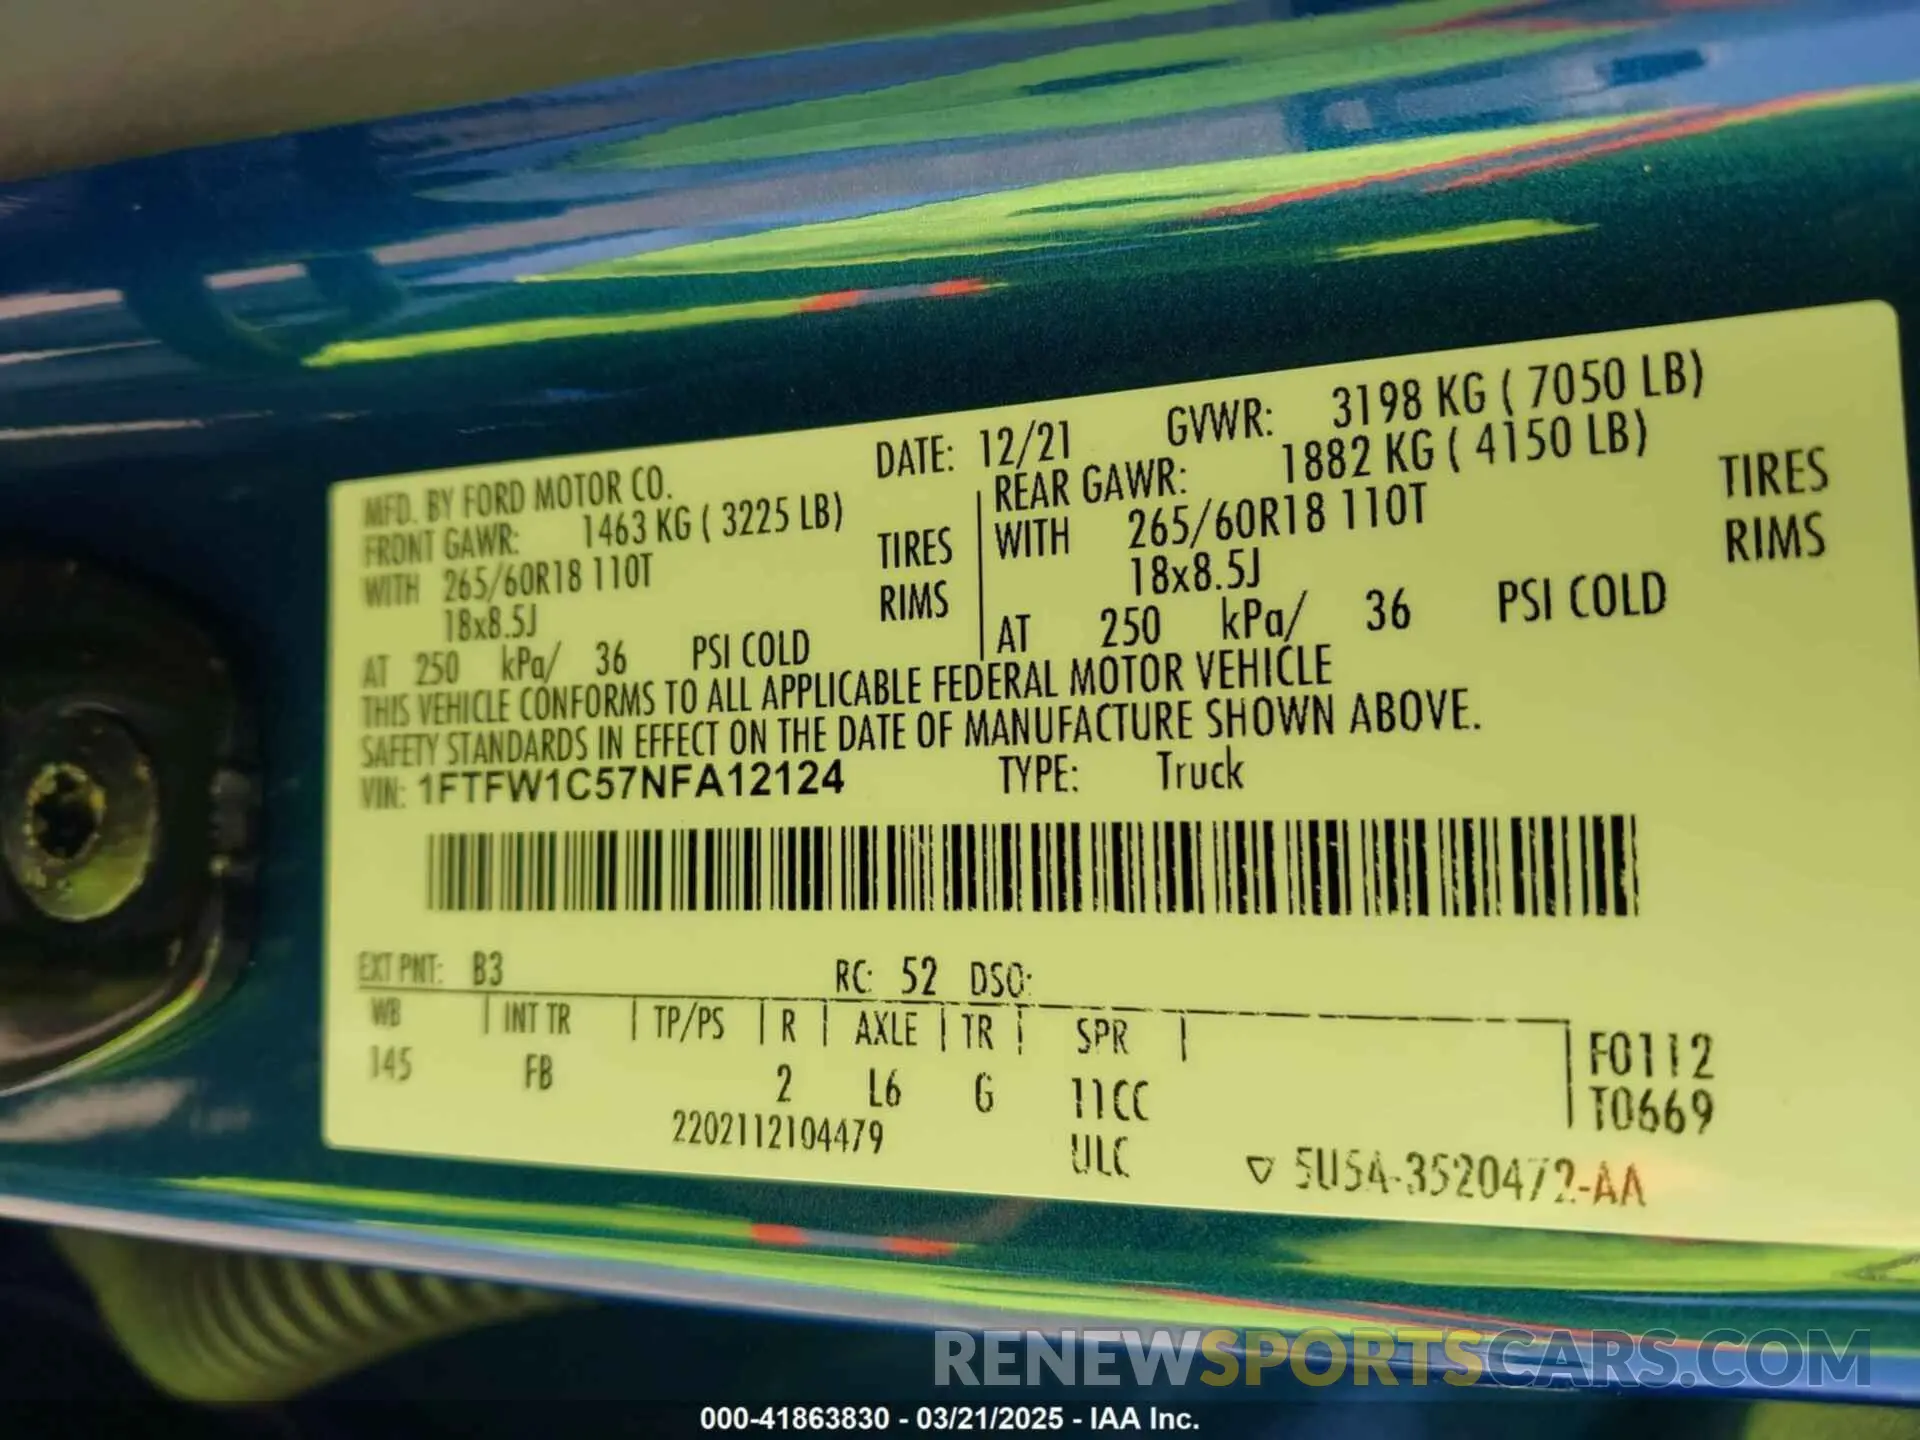 MFD. BY FORD MOTOR CO. DATE: 12/21 GVWR: 3198 KG ( 7050 LB)
FRONT GAWR: 1463 KG ( 3225 LB) REAR GAWR: 1882 KG ( 4150 LB)
WITH 265/60R18 110T TIRES WITH 265/60R18 110T TIRES
18x8.5J RIMS 18x8.5J RIMS
AT 250 kPa/ 36 PSI COLD AT 250 kPa/ 36 PSI COLD
THIS VEHICLE CONFORMS TO ALL APPLICABLE FEDERAL MOTOR VEHICLE
SAFETY STANDARDS IN EFFECT ON THE DATE OF MANUFACTURE SHOWN ABOVE.
VIN: 1FTFW1C57NFA12124 TYPE: Truck
EXT PNT: B3 RC: 52 DSO:
WB | INT TR | TP/PS | R | AXLE | TR | SPR |
145 FB 2 L6 G 11CC
F0112
T0669
2202112104479 ULC
5U5A-3520472-AA
RENEWSPORTSCARS.COM
000-41863830 - 03/21/2025 - IAA Inc.